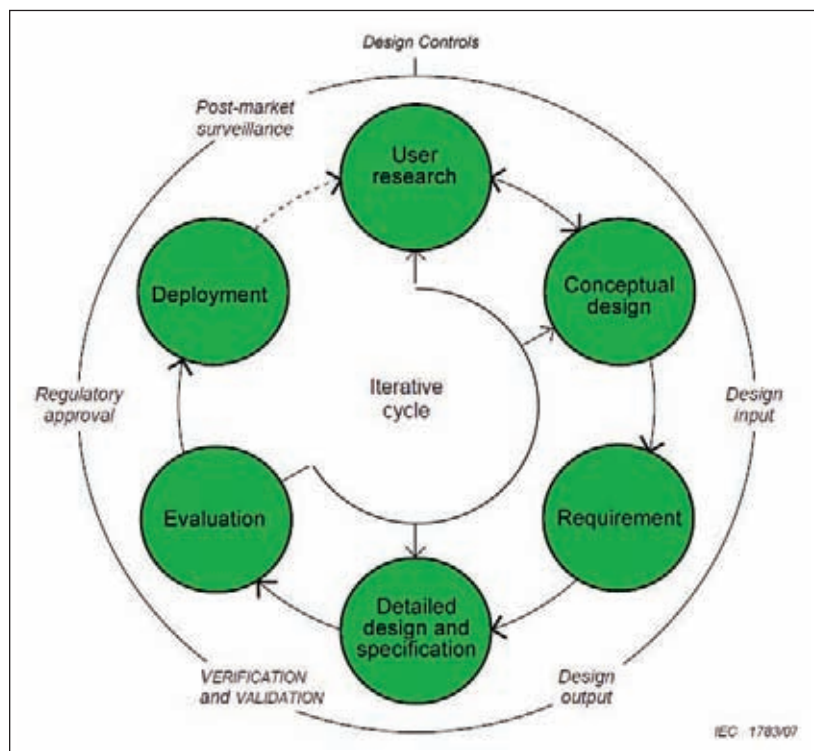 Design Controls
Post-market
surveillance
User
research
Deployment
Conceptual
design
Iterative
cycle
Regulatory
approval
Design
input
Evaluation
Requirement
Detailed
design and
specification
VERIFICATION
and VALIDATION
Design
output
IEC 1783/07